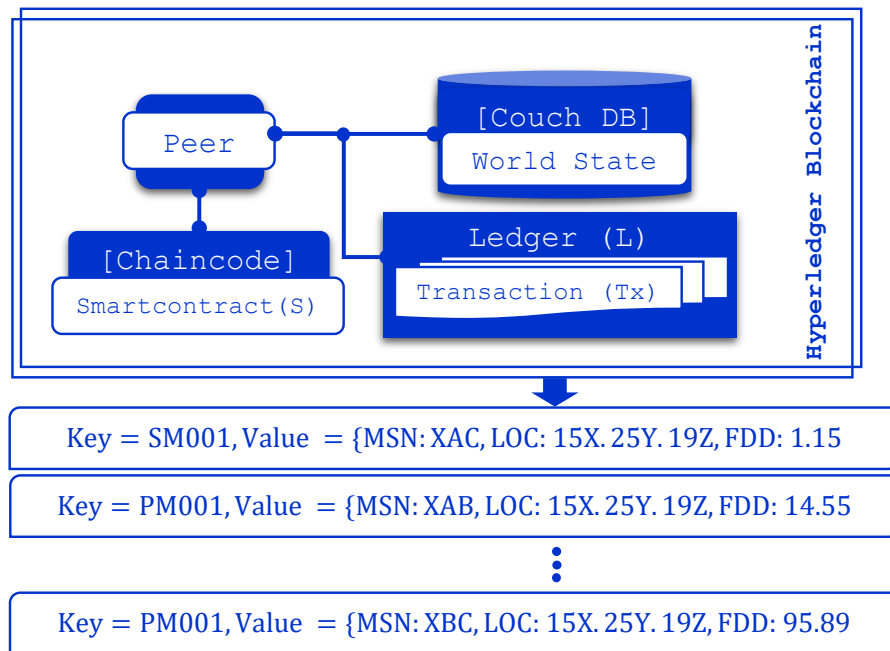 Hyperledger Blockchain
Peer
[Couch DB]
World State
[Chaincode]
Smartcontract(S)
Ledger (L)
Transaction (Tx)
Key = SM001, Value = {MSN: XAC, LOC: 15X. 25Y. 19Z, FDD: 1.15
Key = PM001, Value = {MSN: XAB, LOC: 15X. 25Y. 19Z, FDD: 14.55
Key = PM001, Value = {MSN: XBC, LOC: 15X. 25Y. 19Z, FDD: 95.89